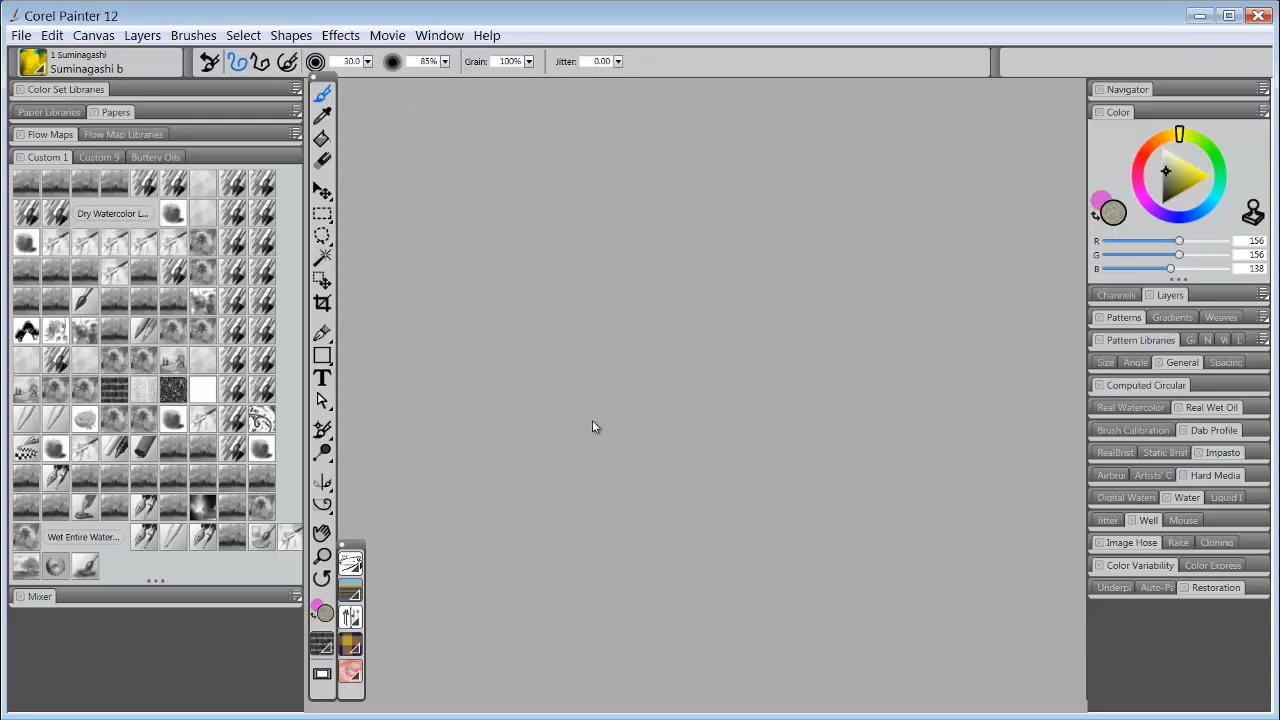 Corel Painter 12
File Edit Canvas Layers Brushes Select Shapes Effects Movie Window Help
1 Suminagashi
Suminagashi b
30.0 85% Grain: 100% Jitter: 0.00
Color Set Libraries
Paper Libraries Papers
Flow Maps Flow Map Libraries
Custom 1 Custom 9 Buttery Oils
Dry Watercolor L...
Wet Entire Water...
Mixer
Navigator
Color
R 156
G 156
B 138
Channels Layers
Patterns Gradients Weaves
Pattern Libraries
Size Angle General Spacing
Computed Circular
Real Watercolor Real Wet Oil
Brush Calibration Dab Profile
RealBrist Static Brist Impasto
Airbru Artists' C Hard Media
Digital Waterc Water Liquid I
Jitter Well Mouse
Image Hose Rake Cloning
Color Variability Color Express
Underp Auto-Pa Restoration